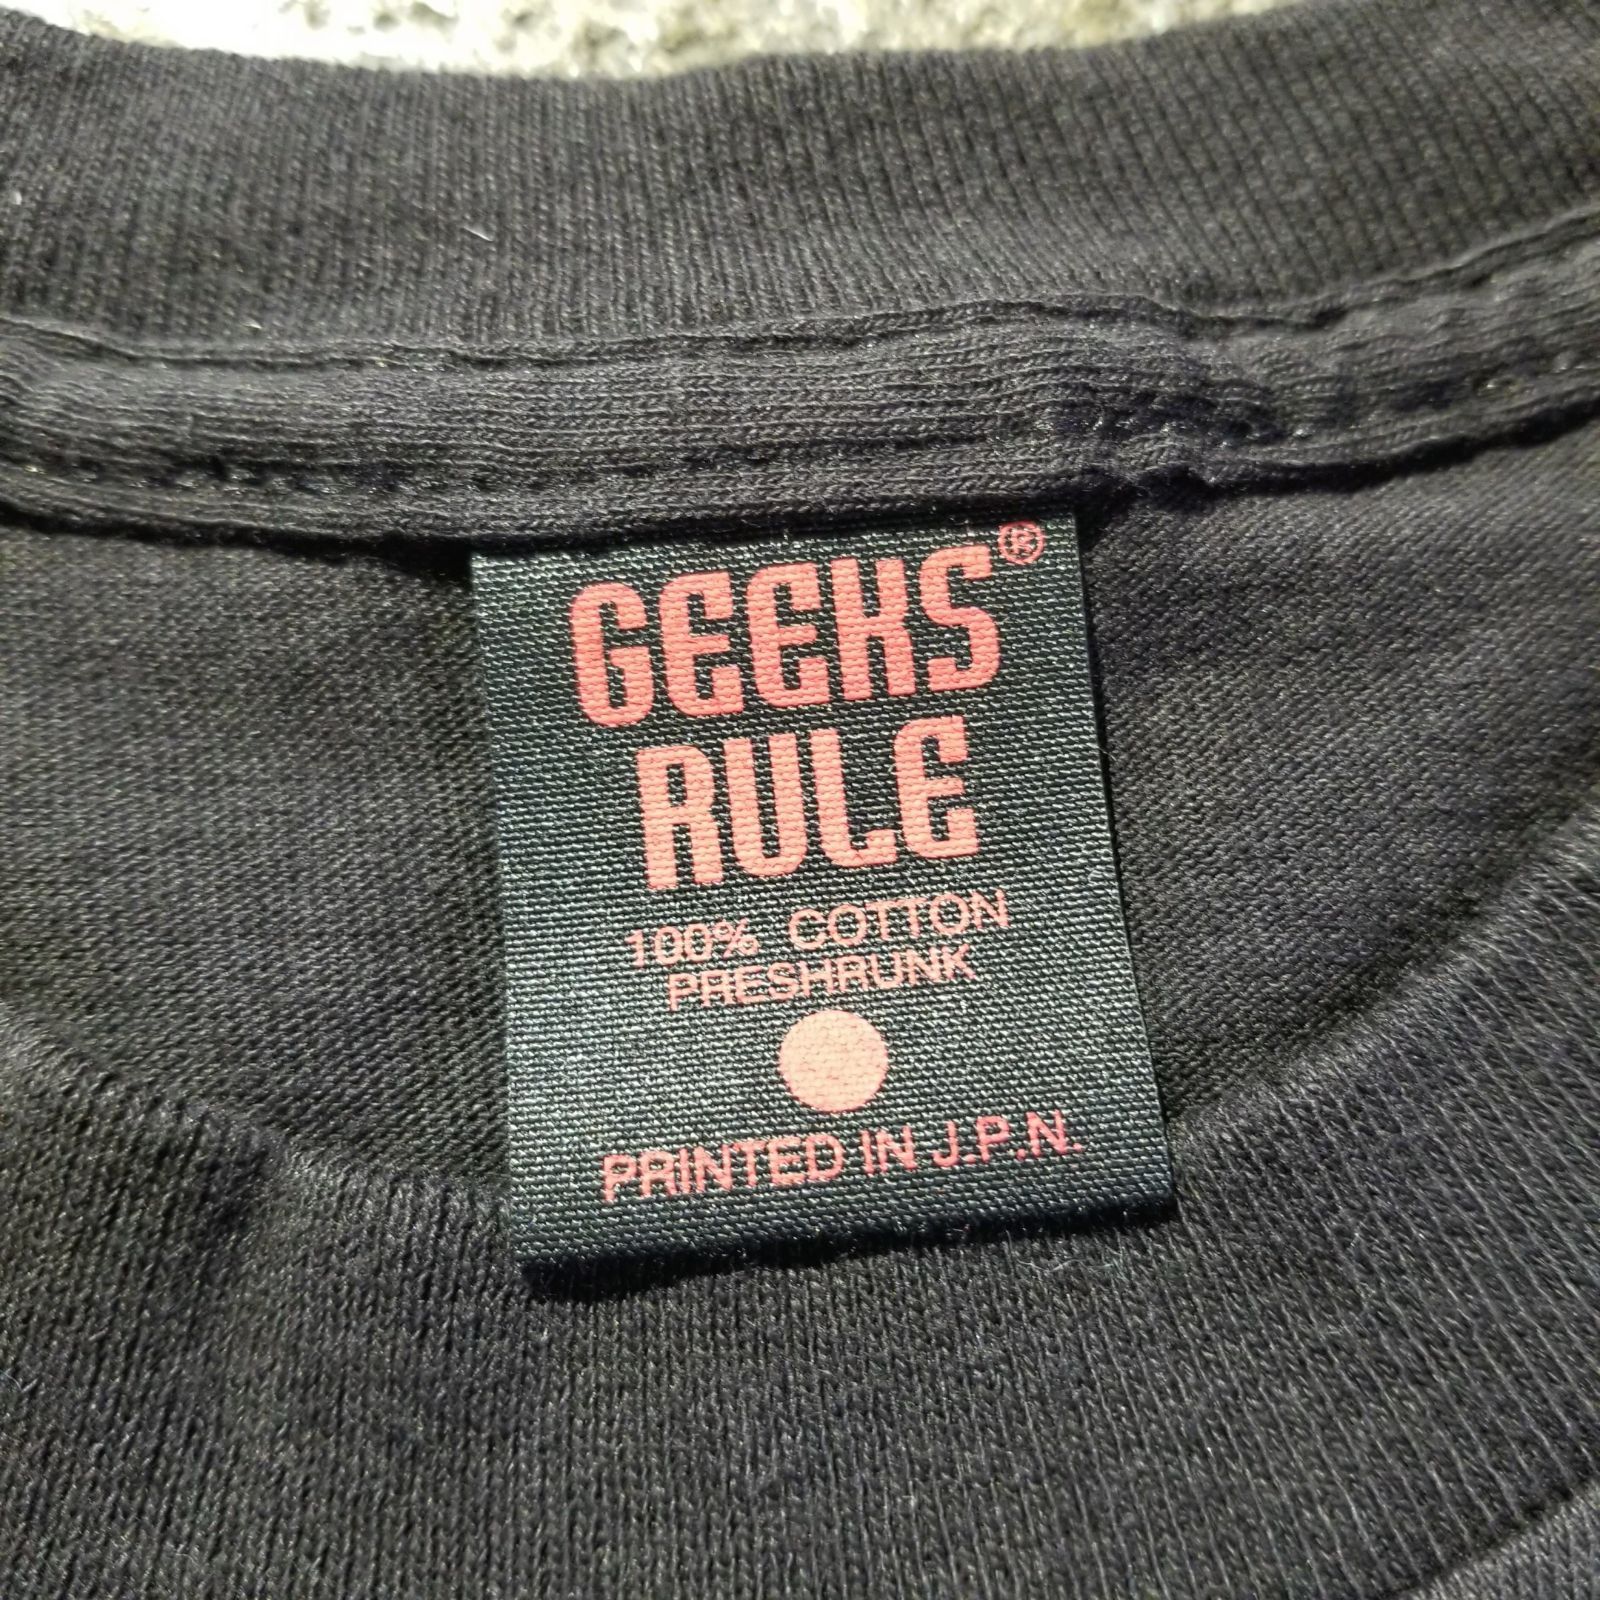 GEEKS®
RULE
100% COTTON
PRESHRUNK
PRINTED IN J.P.N.